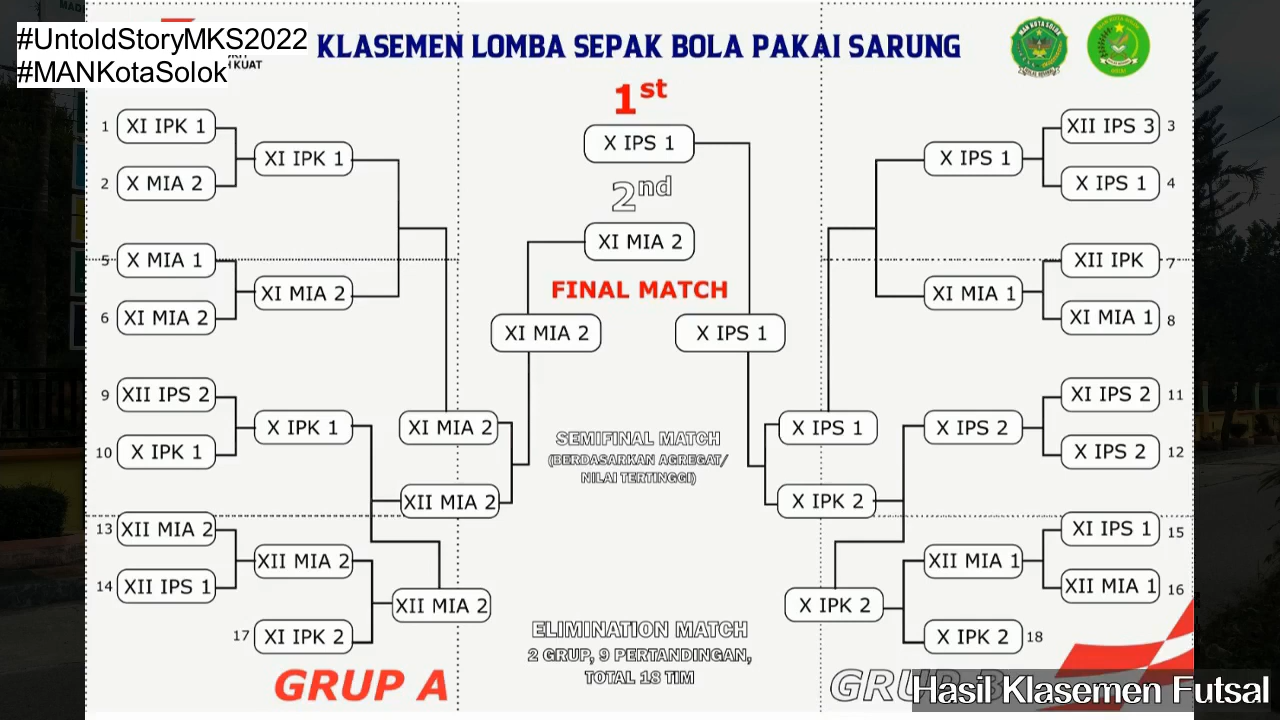 #UntoldStoryMKS2022
#MANKotaSolok
KUAT
KLASEMEN LOMBA SEPAK BOLA PAKAI SARUNG
1st
X IPS 1
2nd
XI MIA 2
FINAL MATCH
XI MIA 2
X IPS 1
SEMIFINAL MATCH
(BERDASARKAN AGREGAT/
NILAI TERTINGGI)
ELIMINATION MATCH
2 GRUP, 9 PERTANDINGAN,
TOTAL 18 TIM
1 XI IPK 1
2 X MIA 2
XI IPK 1
5 X MIA 1
6 XI MIA 2
XI MIA 2
9 XII IPS 2
10 X IPK 1
X IPK 1
XI MIA 2
XII MIA 2
13 XII MIA 2
14 XII IPS 1
XII MIA 2
17 XI IPK 2
XII MIA 2
GRUP A
XII IPS 3 3
X IPS 1 4
X IPS 1
XII IPK 7
XI MIA 1 8
XI MIA 1
XI IPS 2 11
X IPS 2 12
X IPS 2
X IPS 1
X IPK 2
XI IPS 1 15
XII MIA 1 16
XII MIA 1
X IPK 2 18
X IPK 2
GRUP B
Hasil Klasemen Futsal